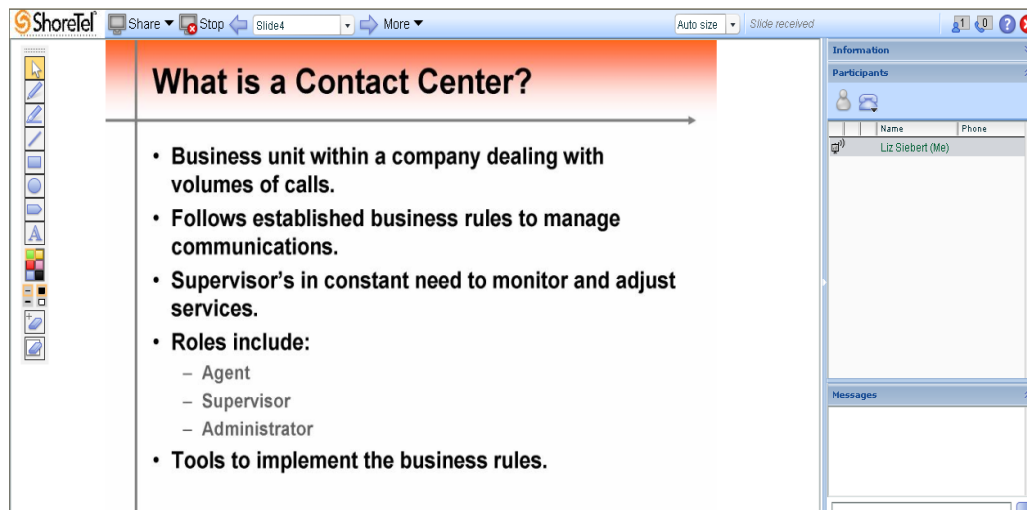 ShoreTel Share Stop Slide4 More Auto size Slide received 1 0 ?
What is a Contact Center?
• Business unit within a company dealing with
volumes of calls.
• Follows established business rules to manage
communications.
• Supervisor's in constant need to monitor and adjust
services.
• Roles include:
– Agent
– Supervisor
– Administrator
• Tools to implement the business rules.
A
Information
Participants
Name Phone
Liz Siebert (Me)
Messages